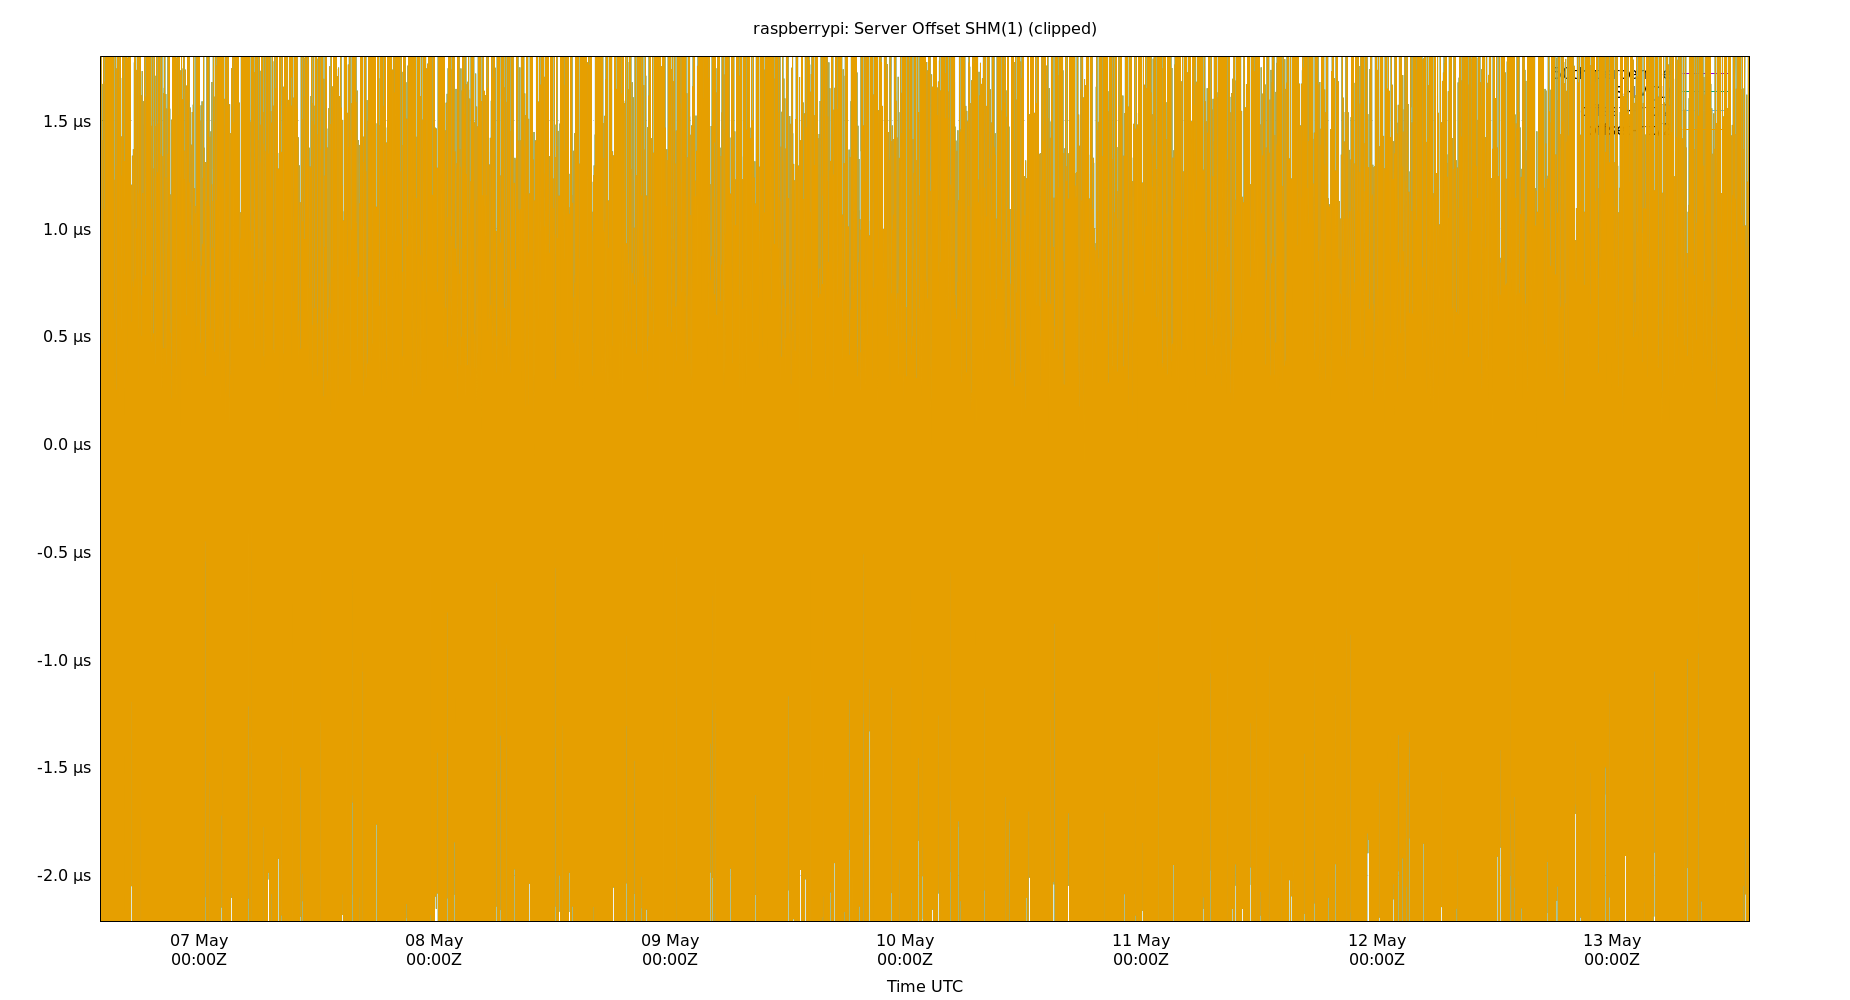 raspberrypi: Server Offset SHM(1) (clipped)
1.5 µs
1.0 µs
0.5 µs
0.0 µs
-0.5 µs
-1.0 µs
-1.5 µs
-2.0 µs
07 May 08 May 09 May 10 May 11 May 12 May 13 May
00:00Z 00:00Z 00:00Z 00:00Z 00:00Z 00:00Z 00:00Z
Time UTC